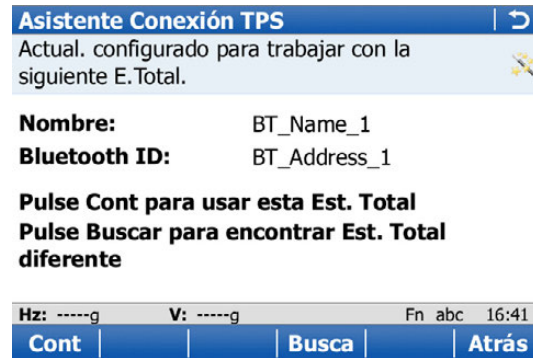 Asistente Conexión TPS
Actual. configurado para trabajar con la
siguiente E.Total.
Nombre: BT_Name_1
Bluetooth ID: BT_Address_1
Pulse Cont para usar esta Est. Total
Pulse Buscar para encontrar Est. Total
diferente
Hz: -----g V: -----g Fn abc 16:41
Cont Busca Atrás